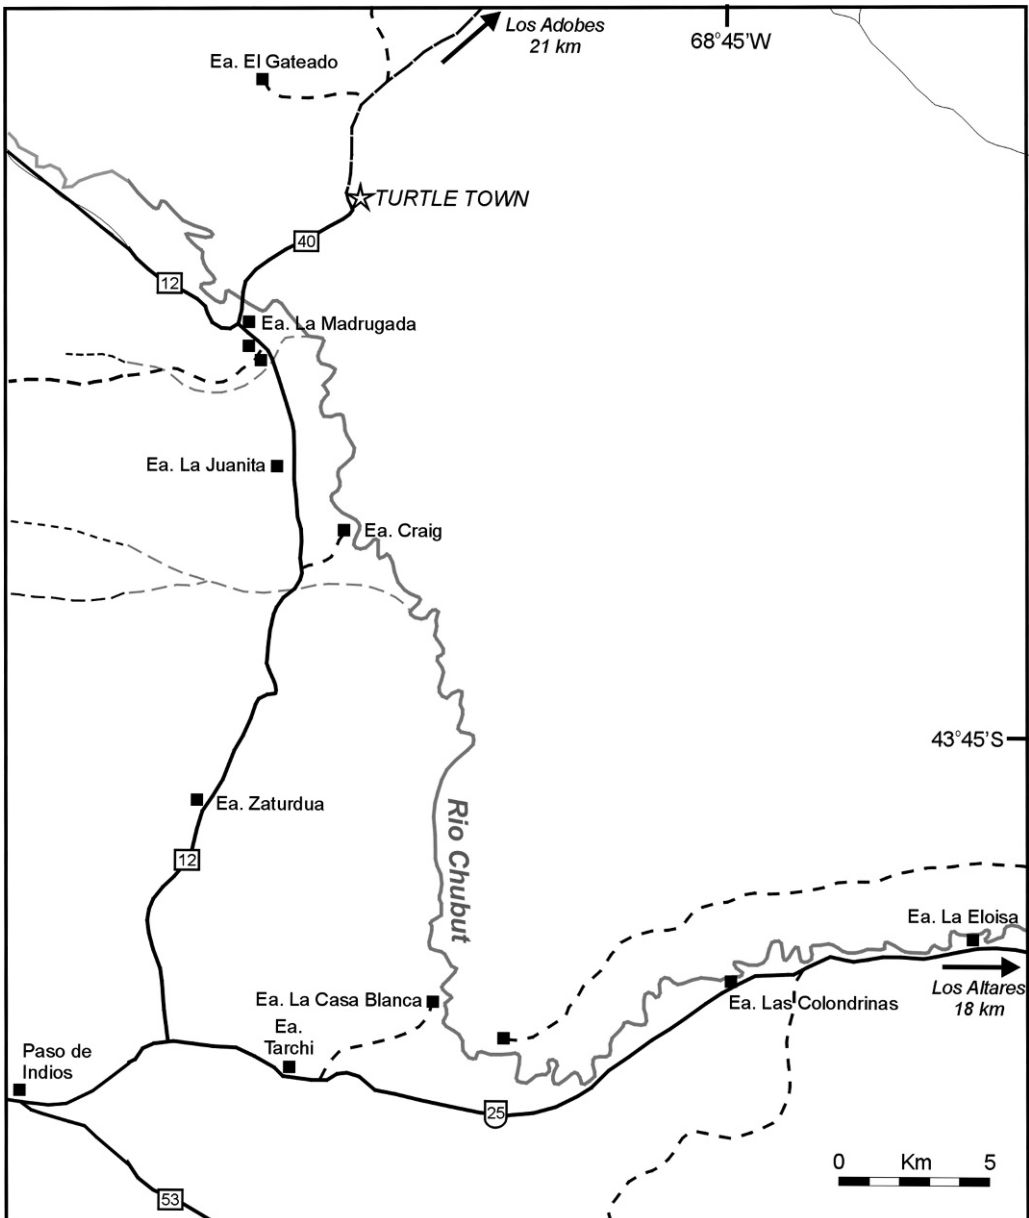 Los Adobes
21 km
68°45'W
Ea. El Gateado
TURTLE TOWN
40
12
Ea. La Madrugada
Ea. La Juanita
Ea. Craig
43°45'S
Ea. Zaturdua
Rio Chubut
12
Ea. La Eloisa
Los Altares
18 km
Ea. La Casa Blanca
Ea. Las Colondrinas
Ea.
Tarchi
Paso de
Indios
25
0 Km 5
53